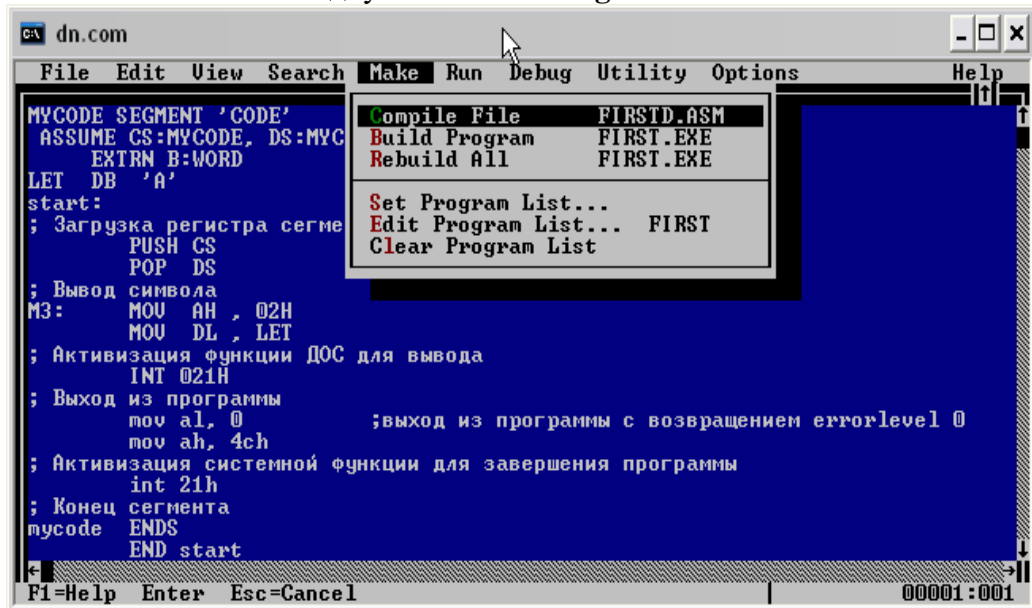 dn.com
File Edit View Search Make Run Debug Utility Options Help
Compile File FIRSTD.ASM
Build Program FIRST.EXE
Rebuild All FIRST.EXE
Set Program List...
Edit Program List... FIRST
Clear Program List
MYCODE SEGMENT 'CODE'
ASSUME CS:MYCODE, DS:MYC
EXTRN B:WORD
LET DB 'A'
start:
; Загрузка регистра сегме
PUSH CS
POP DS
; Вывод символа
M3: MOV AH , 02H
MOV DL , LET
; Активизация функции ДОС для вывода
INT 021H
; Выход из программы
mov al, 0 ;выход из программы с возвращением errorlevel 0
mov ah, 4ch
; Активизация системной функции для завершения программы
int 21h
; Конец сегмента
mycode ENDS
END start
F1=Help Enter Esc=Cancel 00001:001